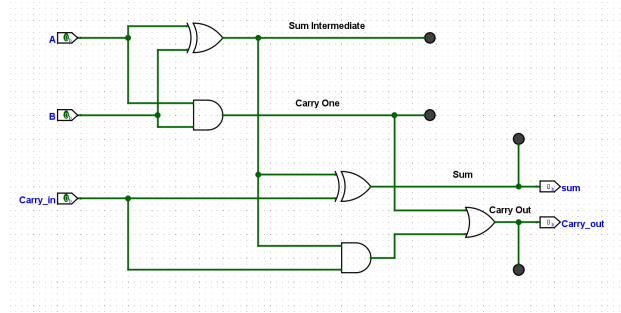 Sum Intermediate
A
Carry One
B
Sum
sum
Carry_in
Carry Out
Carry_out